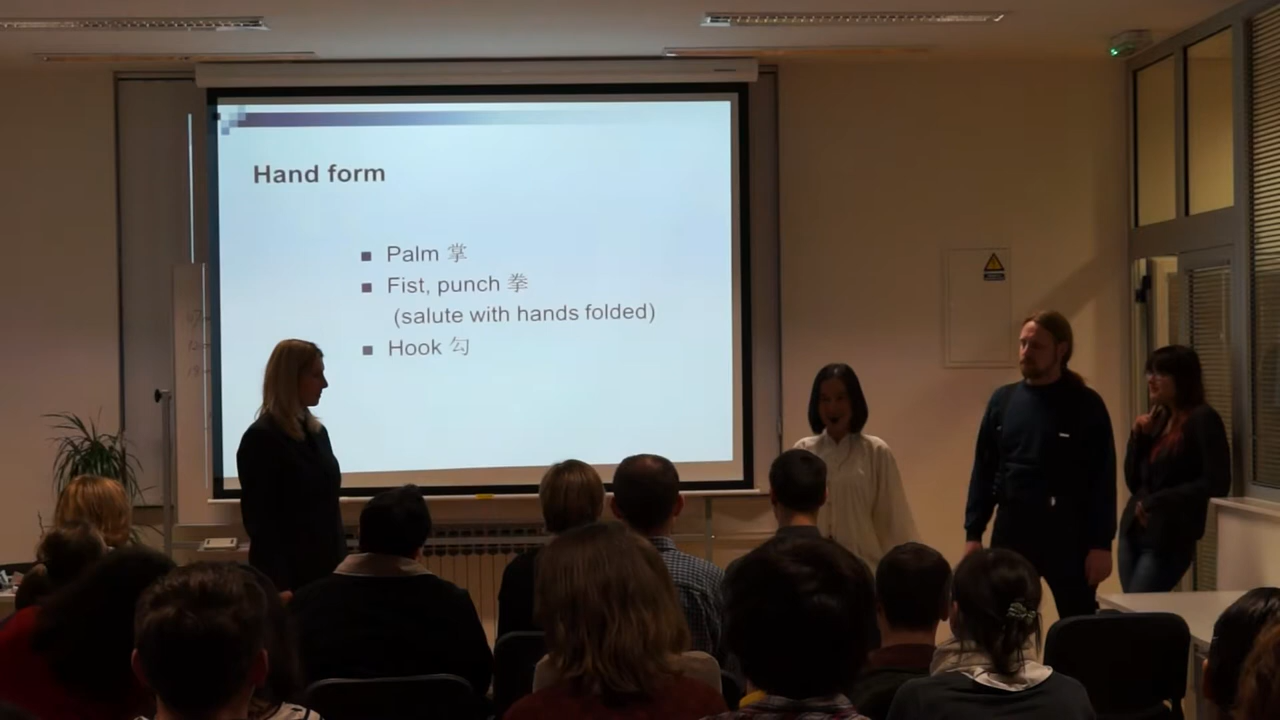 Hand form
Palm 掌
Fist, punch 拳
(salute with hands folded)
Hook 勾